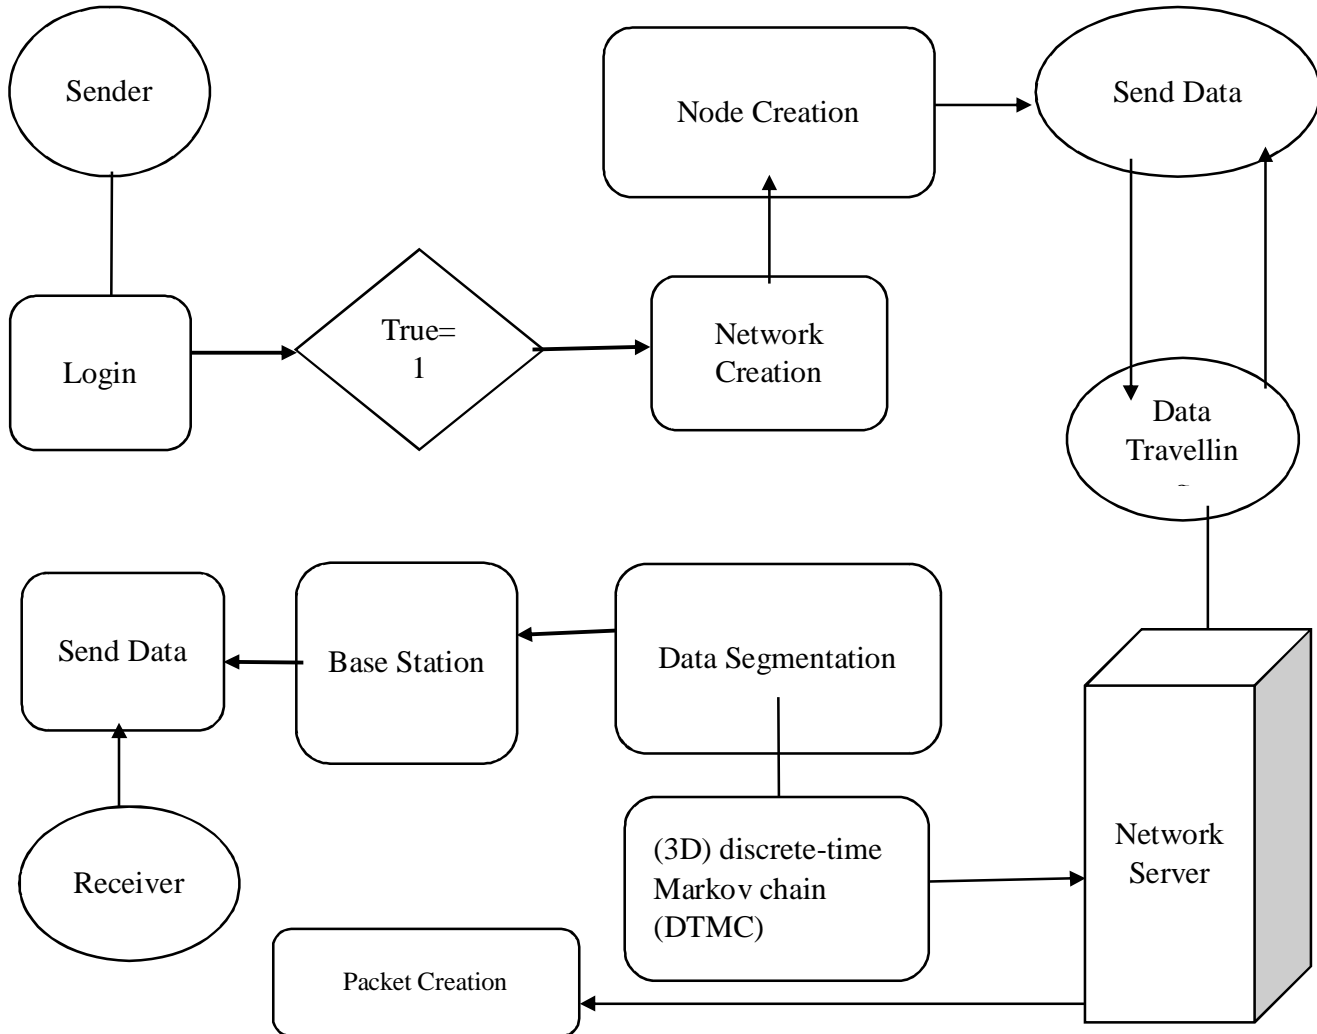 Sender
Node Creation
Send Data
Login
True=
1
Network
Creation
Data
Travellin
Send Data
Base Station
Data Segmentation
Receiver
(3D) discrete-time
Markov chain
(DTMC)
Network
Server
Packet Creation